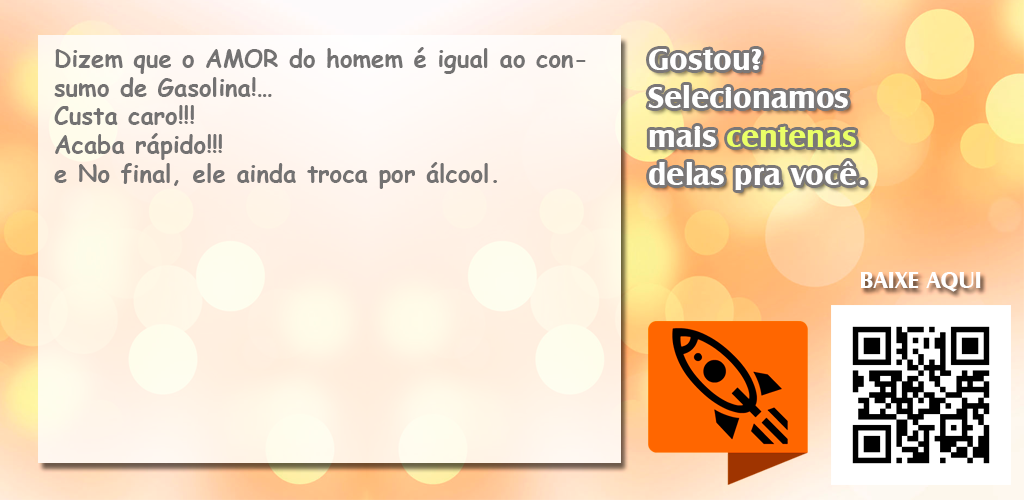 Dizem que o AMOR do homem é igual ao con-
sumo de Gasolina!...
Custa caro!!!
Acaba rápido!!!
e No final, ele ainda troca por álcool.
Gostou?
Selecionamos
mais centenas
delas pra você.
BAIXE AQUI